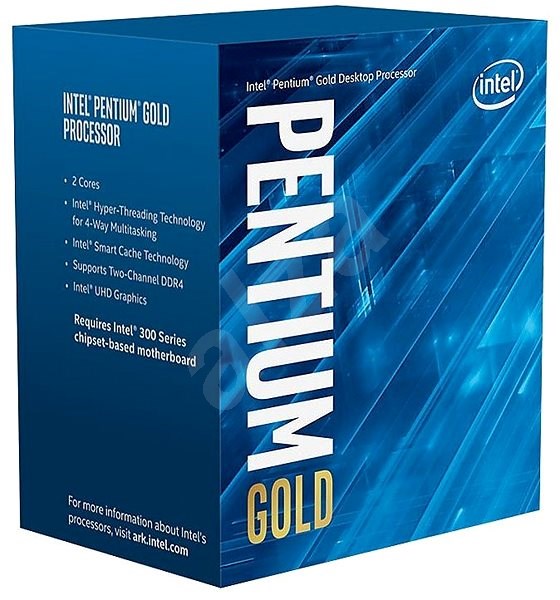 INTEL® PENTIUM® GOLD
PROCESSOR
• 2 Cores
• Intel® Hyper-Threading Technology
for 4-Way Multitasking
• Intel® Smart Cache Technology
• Supports Two-Channel DDR4
• Intel® UHD Graphics
Requires Intel® 300 Series
chipset-based motherboard
For more information about Intel's
processors, visit ark.intel.com
Intel® Pentium® Gold Desktop Processor
intel®
PENTIUM
GOLD
alza